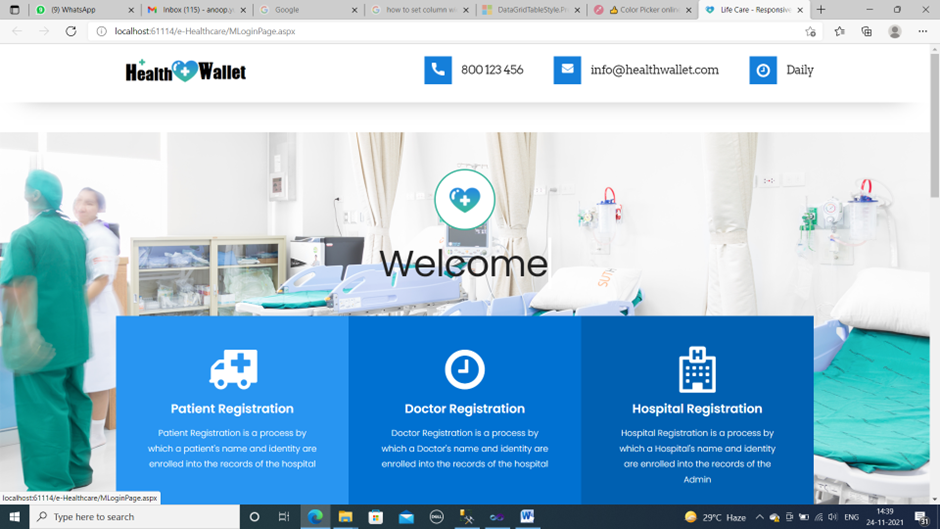 (9) WhatsApp
Inbox (115) - anoop.y
Google
how to set column wi
DataGridTableStyle.Pr
Color Picker online
Life Care - Responsive
localhost:61114/e-Healthcare/MLoginPage.aspx
Health Wallet
800 123 456
info@healthwallet.com
Daily
Welcome
Patient Registration
Patient Registration is a process by
which a patient's name and identity are
enrolled into the records of the hospital
Doctor Registration
Doctor Registration is a process by
which a Doctor's name and identity are
enrolled into the records of the hospital
Hospital Registration
Hospital Registration is a process by
which a Hospital's name and identity
are enrolled into the records of the
Admin
localhost:61114/e-Healthcare/MLoginPage.aspx
Type here to search
DELL
29°C Haze
ENG
14:39
24-11-2021
31